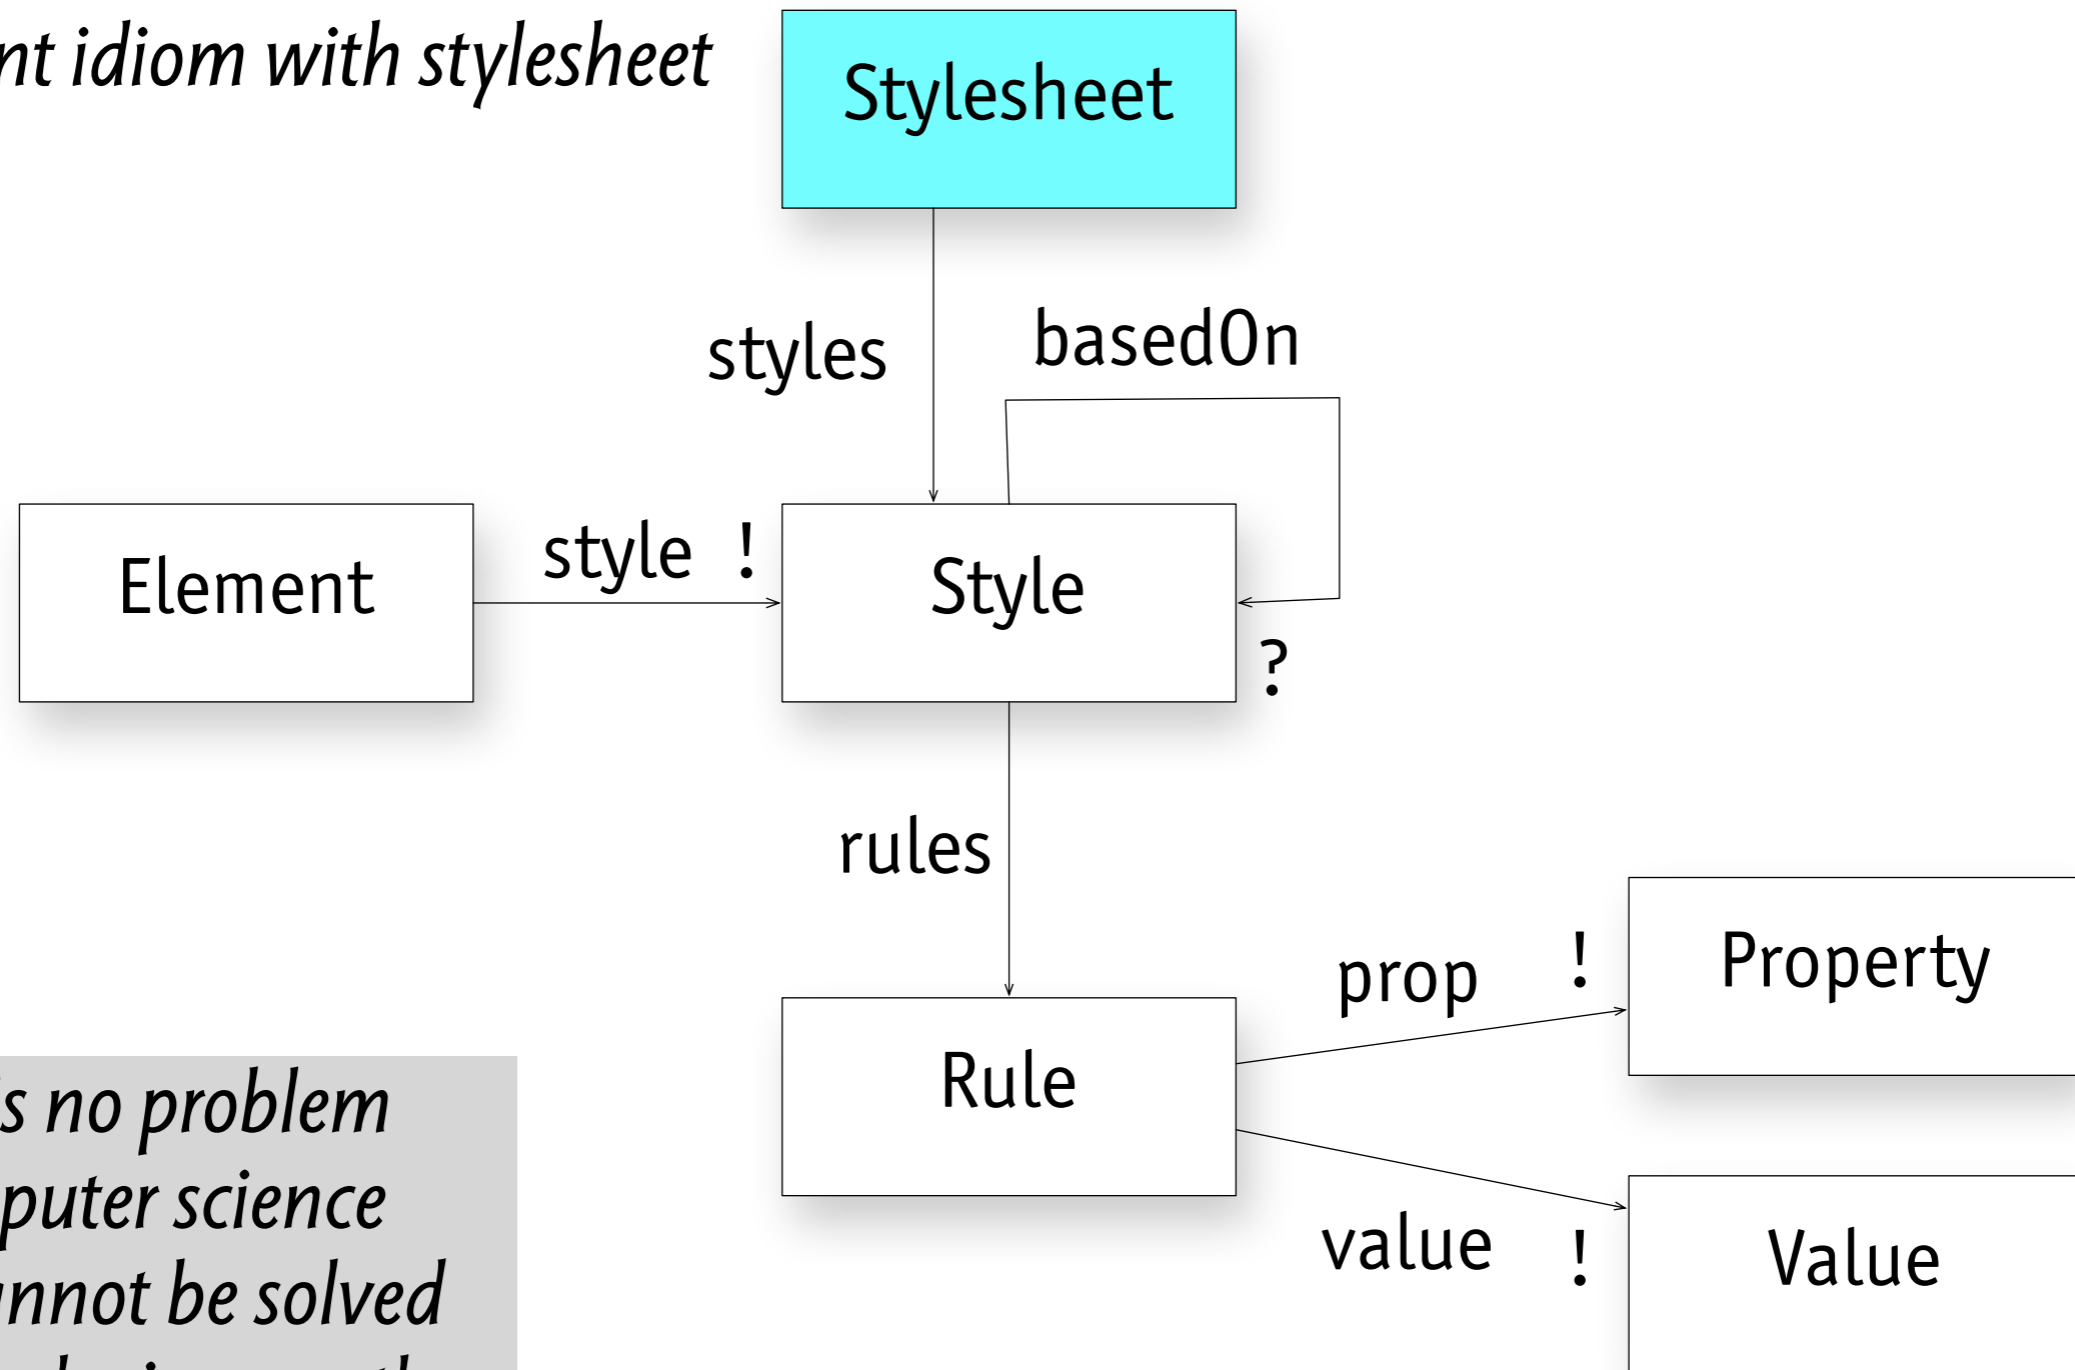 nt idiom with stylesheet
Stylesheet
styles
basedOn
Element
style !
Style
?
rules
Rule
prop !
Property
value !
Value
s no problem
puter science
nnot be solved